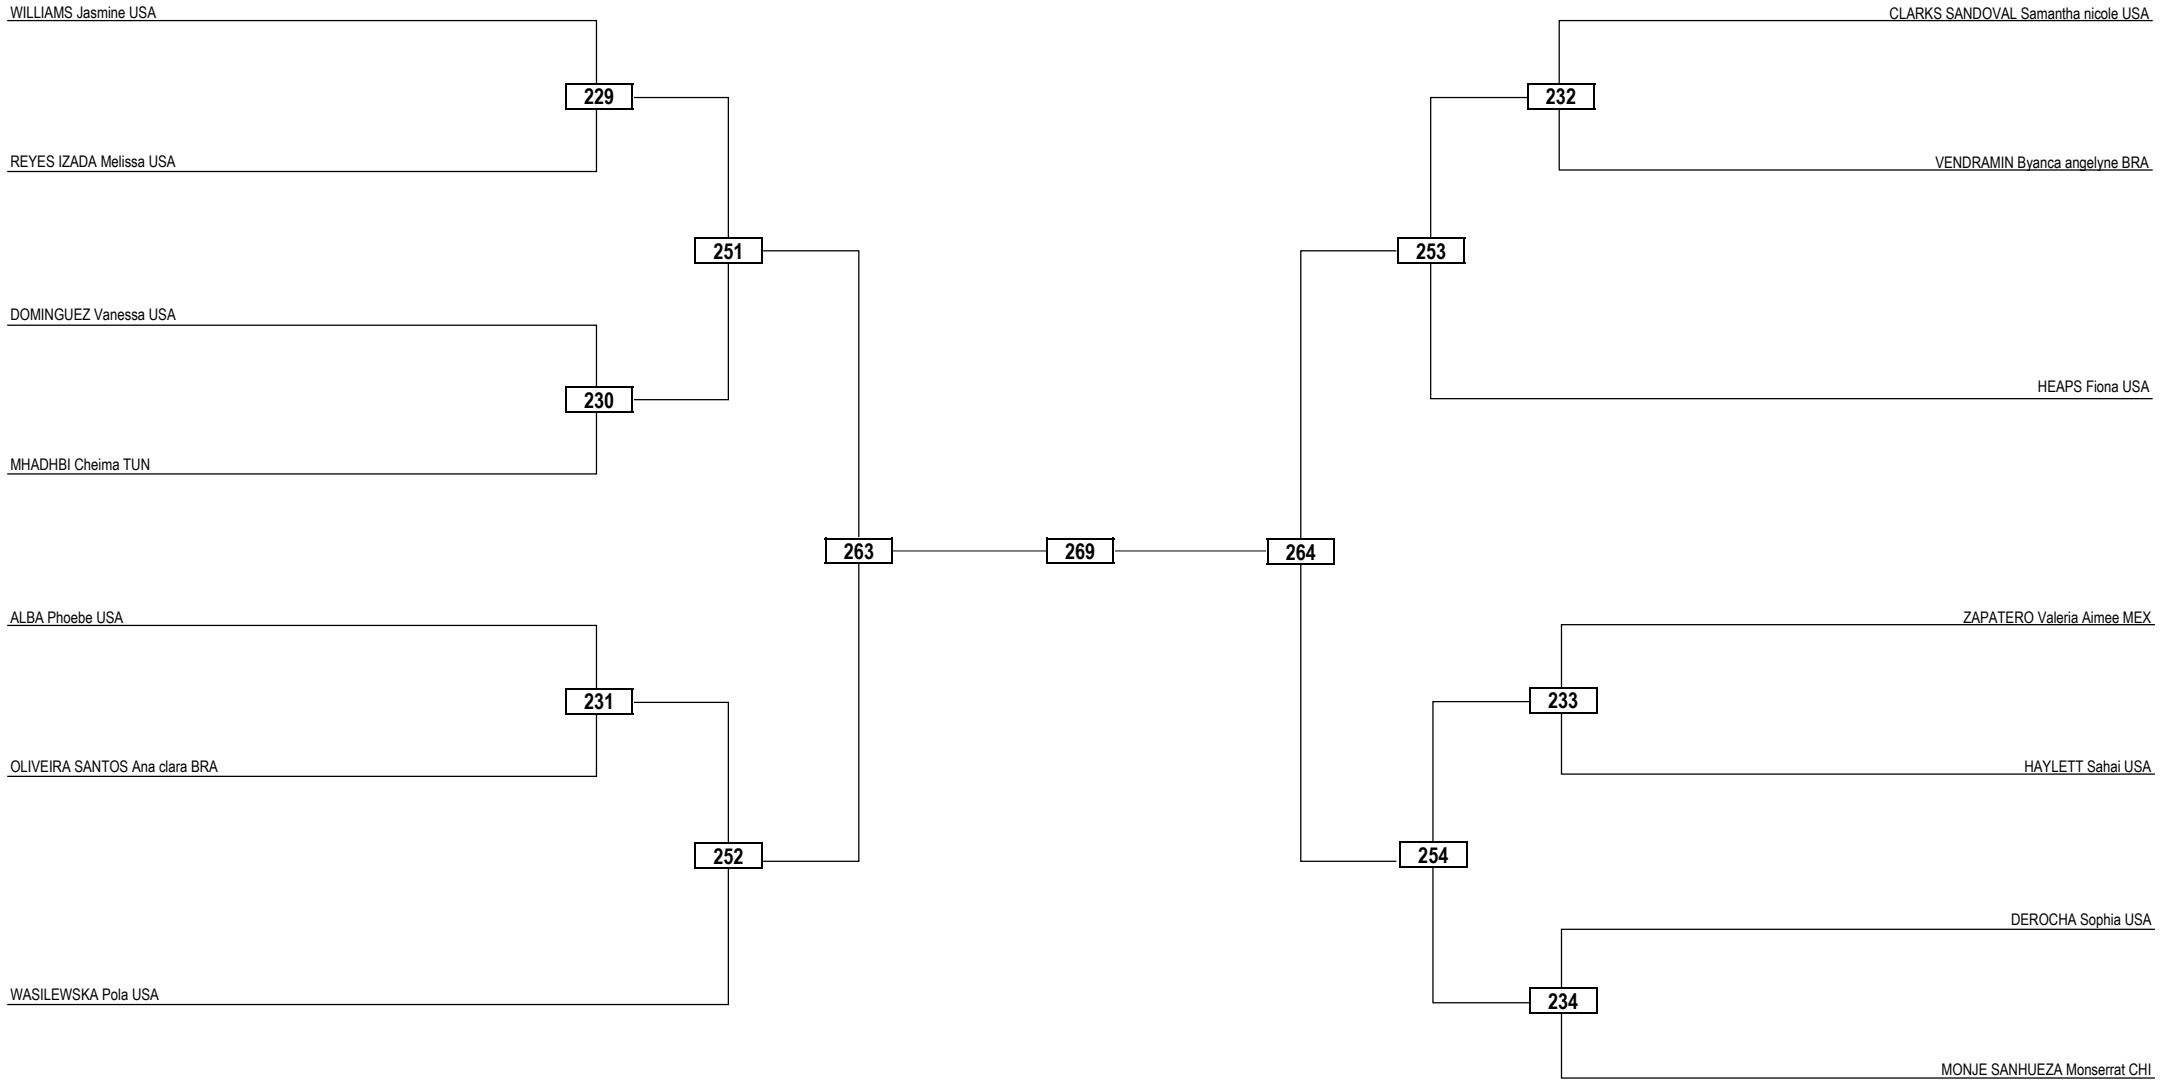 WILLIAMS Jasmine USA
CLARKS SANDOVAL Samantha nicole USA
229
232
REYES IZADA Melissa USA
VENDRAMIN Byanca angelyne BRA
251
253
DOMINGUEZ Vanessa USA
HEAPS Fiona USA
230
MHADHBI Cheima TUN
263
269
264
ALBA Phoebe USA
ZAPATERO Valeria Aimee MEX
231
233
OLIVEIRA SANTOS Ana clara BRA
HAYLETT Sahai USA
252
254
DEROCHA Sophia USA
WASILEWSKA Pola USA
234
MONJE SANHUEZA Monserrat CHI